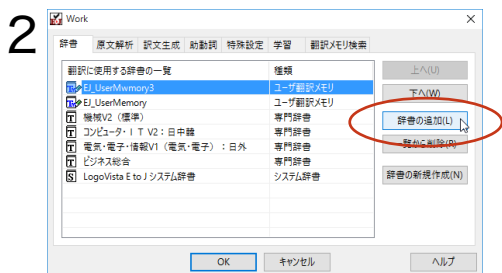 2
Work
辞書 原文解析 訳文生成 助動詞 特殊設定 学習 翻訳メモリ検索
翻訳に使用する辞書の一覧 種類
EJ_UserMwmory3 ユーザ翻訳メモリ
EJ_UserMemory ユーザ翻訳メモリ
機械V2（標準） 専門辞書
コンピュータ・ＩＴ V2：日中韓 専門辞書
電気・電子・情報V1（電気・電子）：日外 専門辞書
ビジネス総合 専門辞書
LogoVista E to J システム辞書 システム辞書
上へ(U)
下へ(W)
辞書の追加(L)
一覧から削除(R)
辞書の新規作成(N)
OK キャンセル ヘルプ